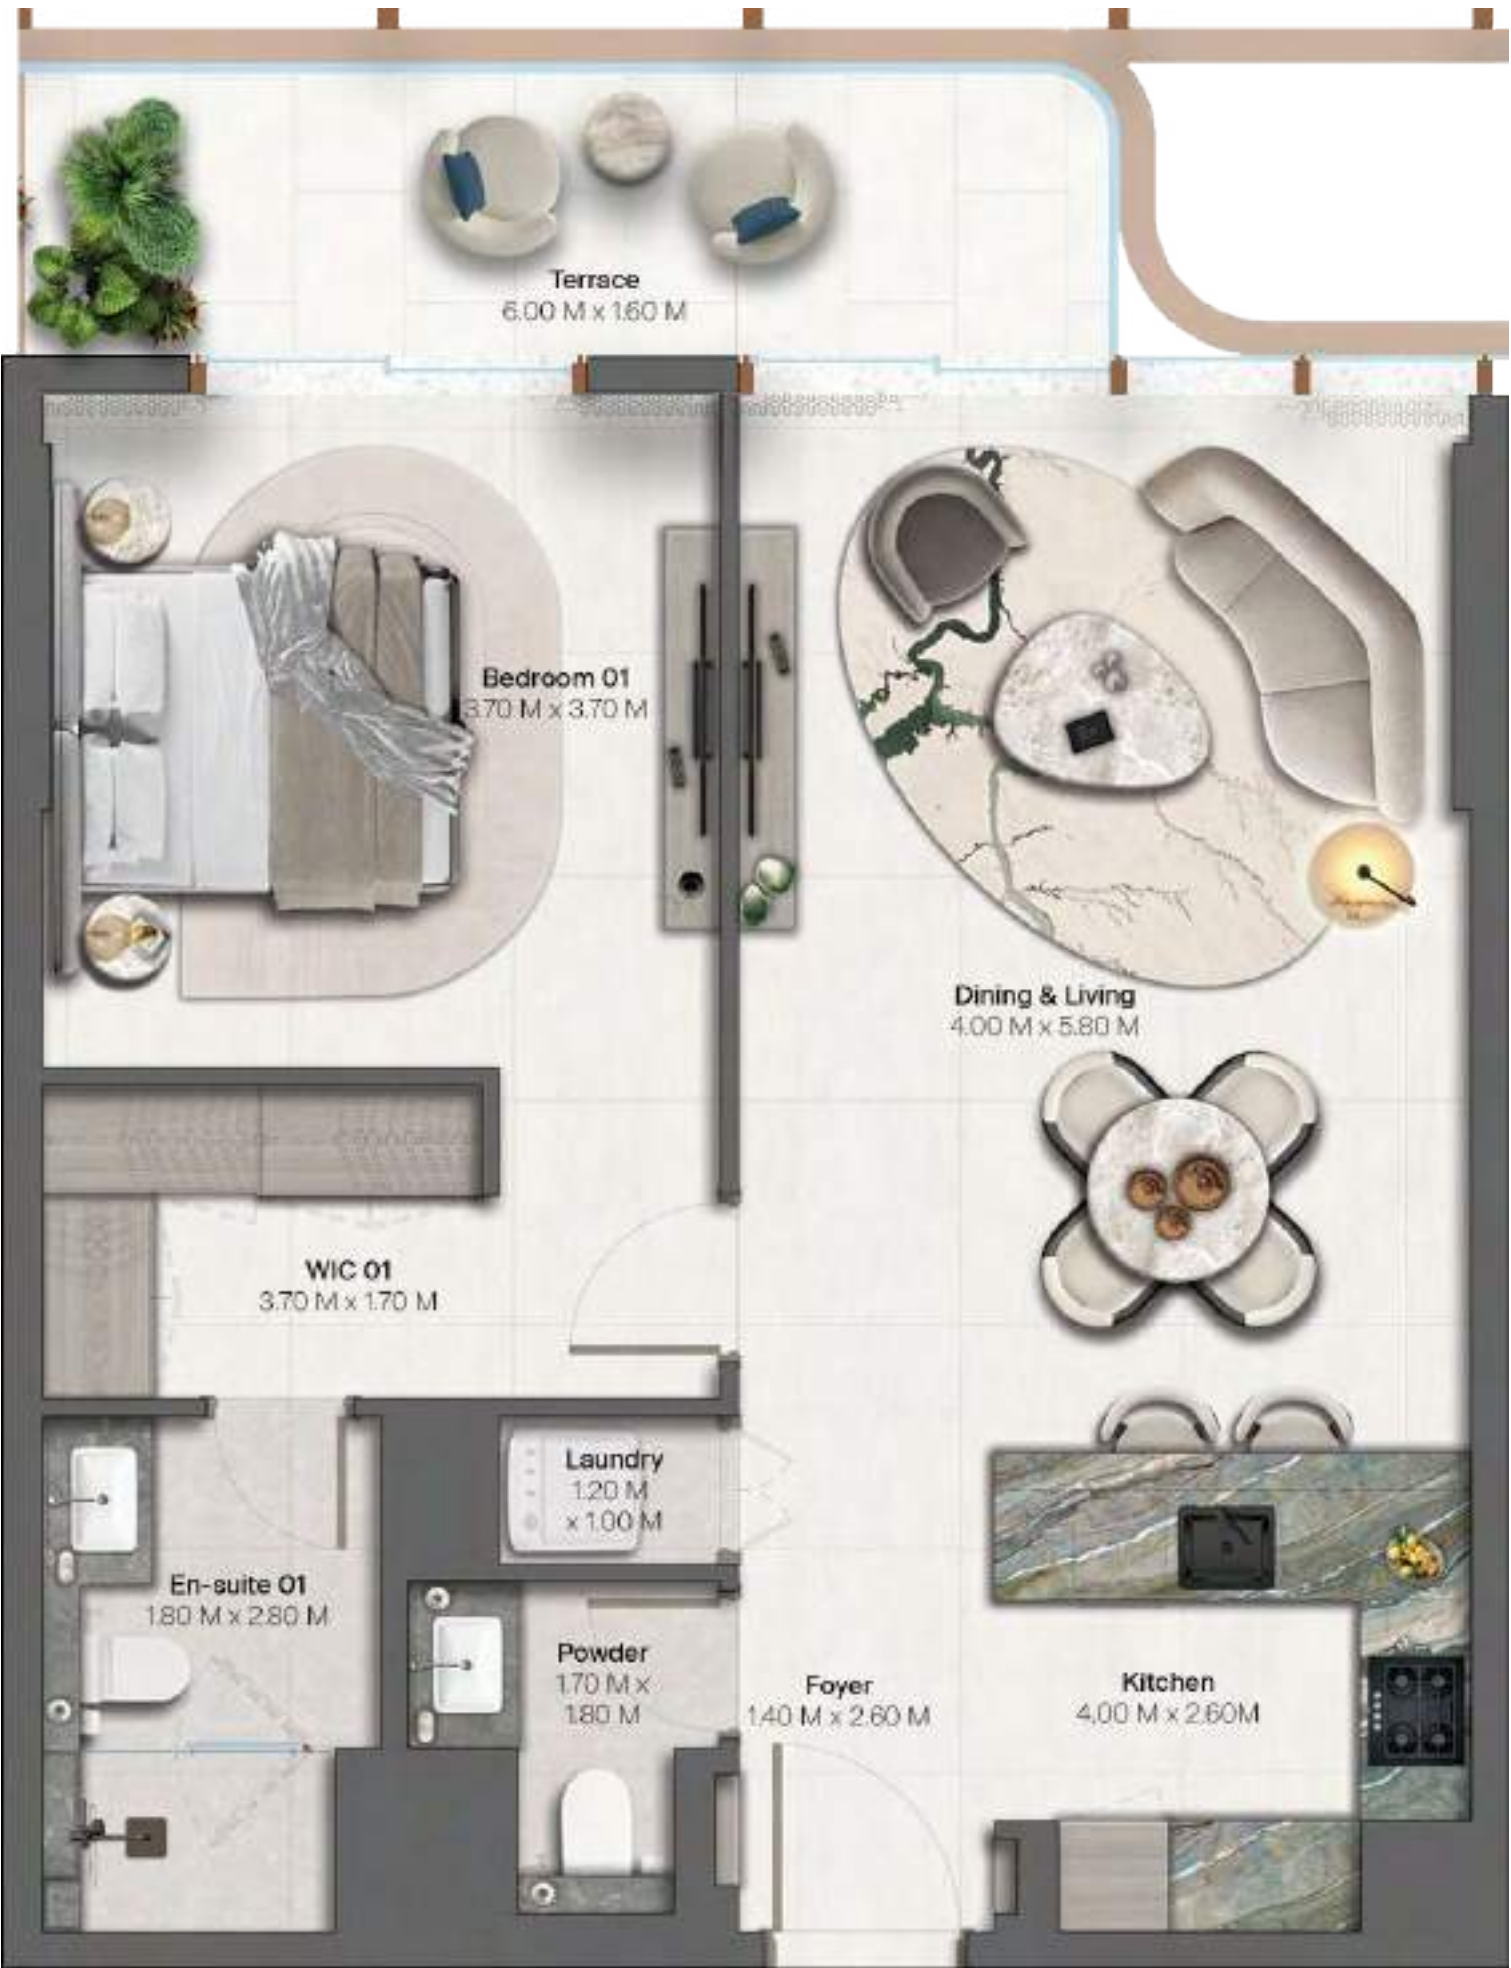 Terrace
6.00 M x 1.60 M
Bedroom 01
3.70 M x 3.70 M
Dining & Living
4.00 M x 5.80 M
WIC 01
3.70 M x 1.70 M
Laundry
1.20 M
x 1.00 M
En-suite 01
1.80 M x 2.80 M
Powder
1.70 M x
1.80 M
Foyer
1.40 M x 2.60 M
Kitchen
4,00 M x 2.60M